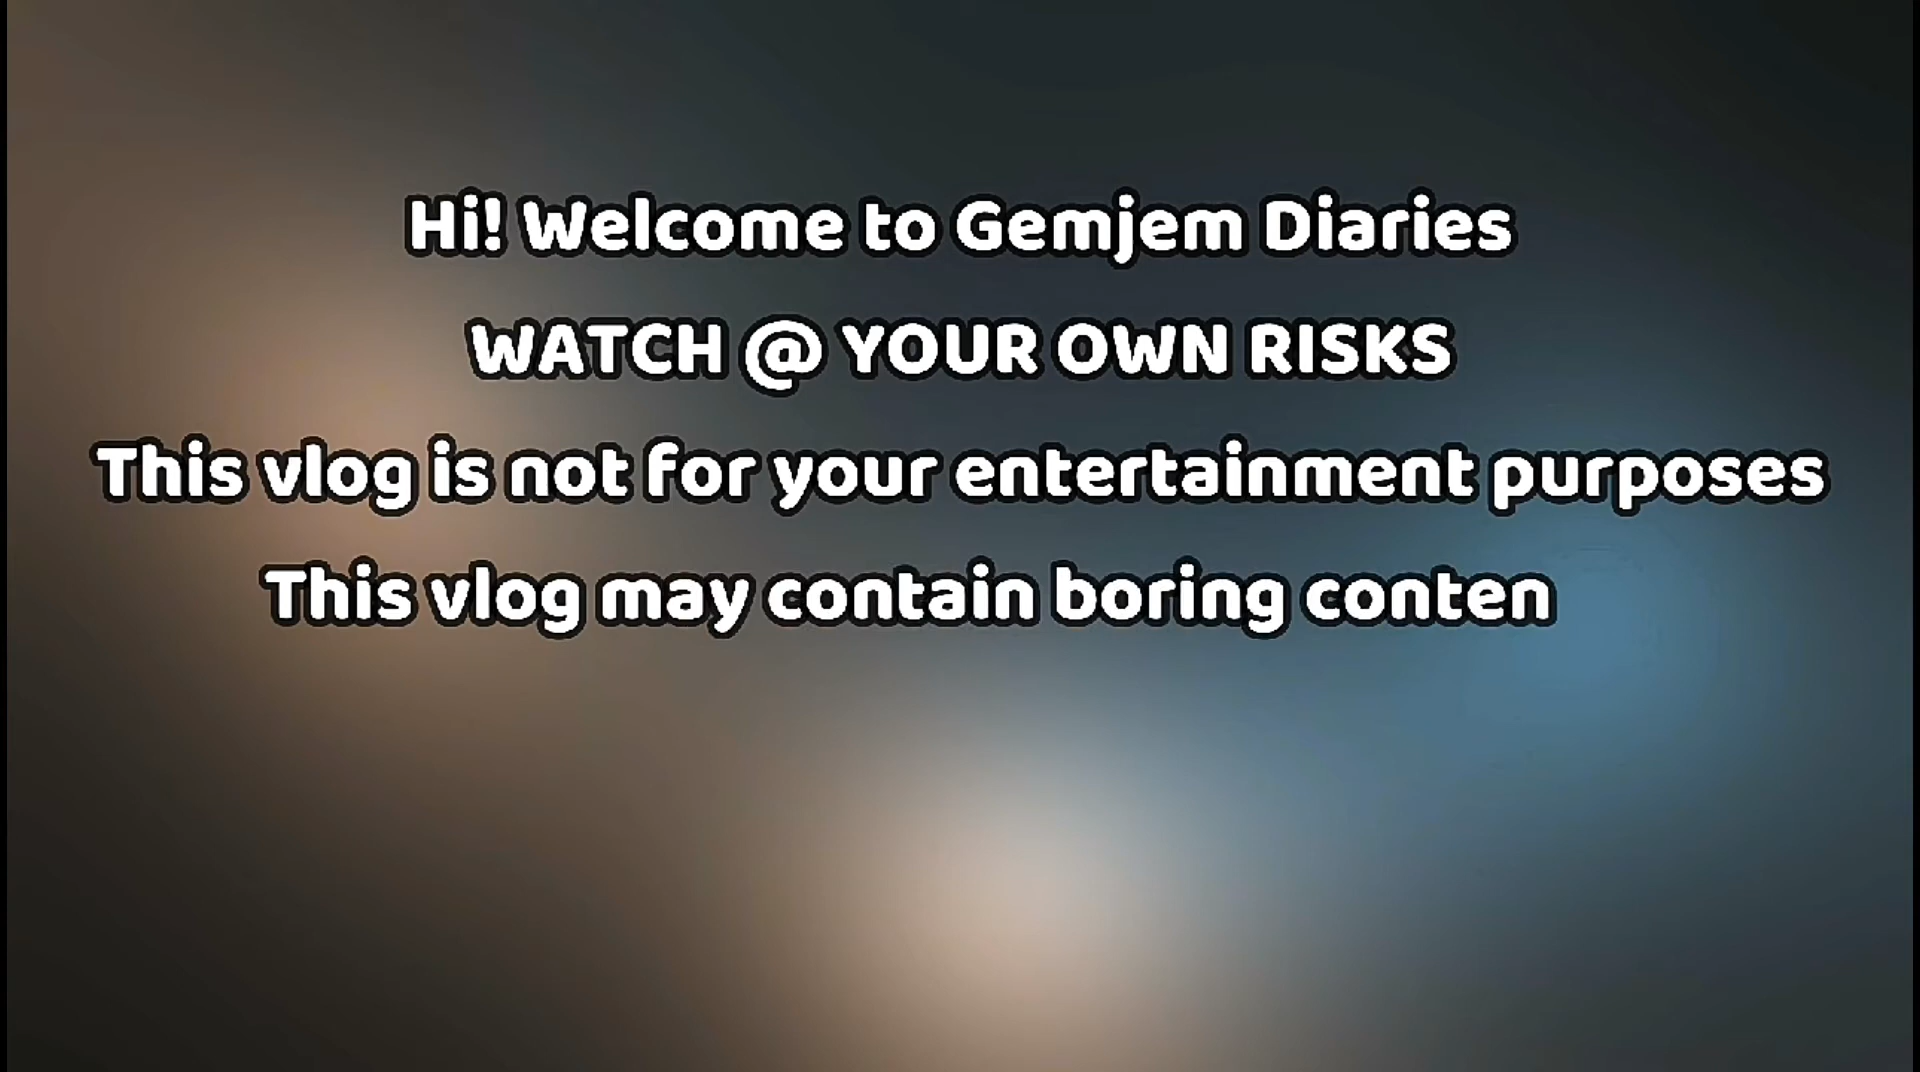 Hi! Welcome to Gemjem Diaries
WATCH @ YOUR OWN RISKS
This vlog is not for your entertainment purposes
This vlog may contain boring conten